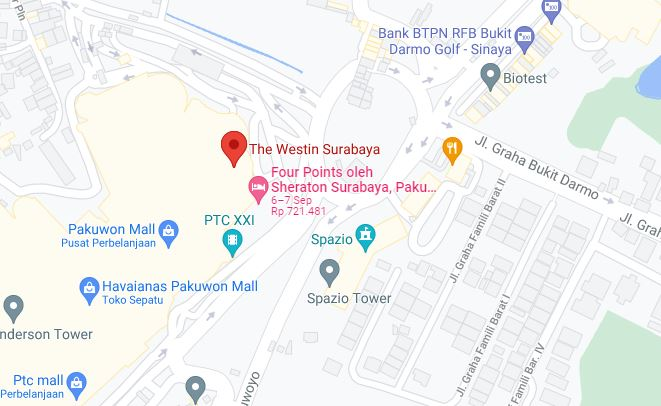 r Pin
Bank BTPN RFB Bukit
Darmo Golf - Sinaya
Biotest
The Westin Surabaya
Jl. Graha Bukit Darmo
Jl. Graha
Four Points oleh
Sheraton Surabaya, Paku...
6–7 Sep
Rp 721.481
PTC XXI
Pakuwon Mall
Pusat Perbelanjaan
Spazio
Jl. Graha Famili Barat II
Havaianas Pakuwon Mall
Toko Sepatu
Spazio Tower
Jl. Graha Famili Barat I
nderson Tower
Jl. Graha Famili Bar. IV
Ptc mall
Perbelanjaan
uwoyo